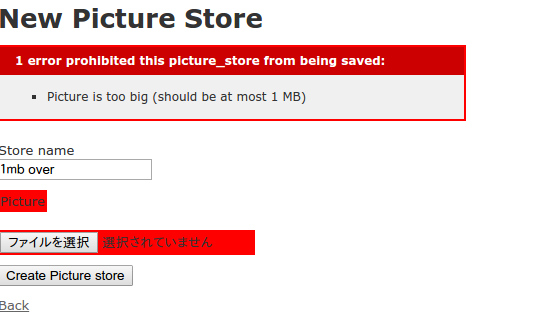 New Picture Store
1 error prohibited this picture_store from being saved:
Picture is too big (should be at most 1 MB)
Store name
1mb over
Picture
ファイルを選択 選択されていません
Create Picture store
Back